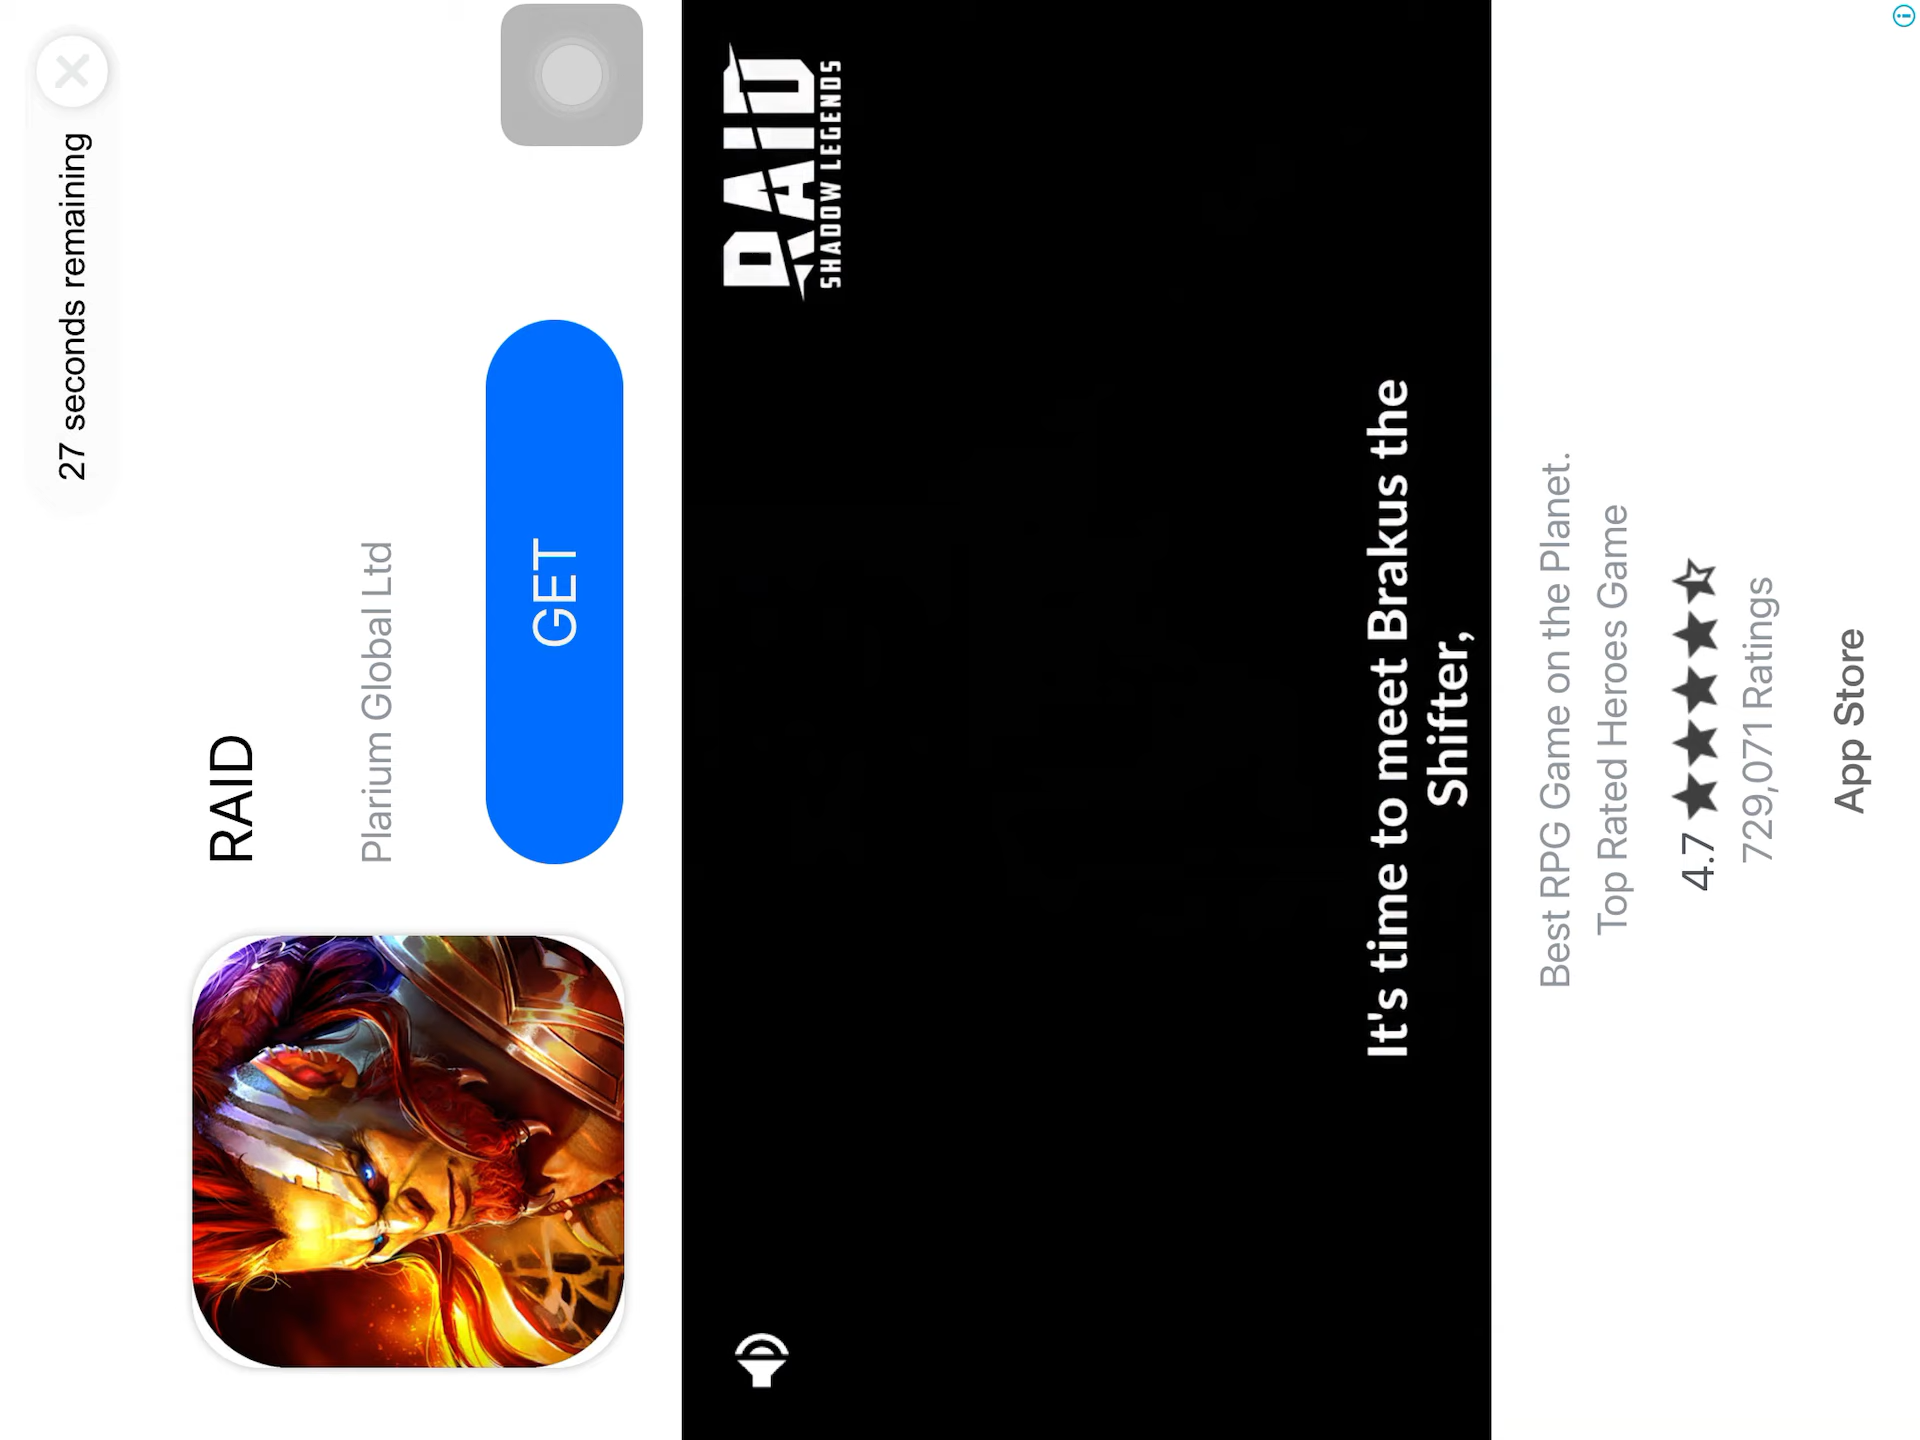 27 seconds remaining
RAID
Plarium Global Ltd
GET
RAID
SHADOW LEGENDS
It's time to meet Brakus the
Shifter,
Best RPG Game on the Planet.
Top Rated Heroes Game
4.7
729,071 Ratings
App Store